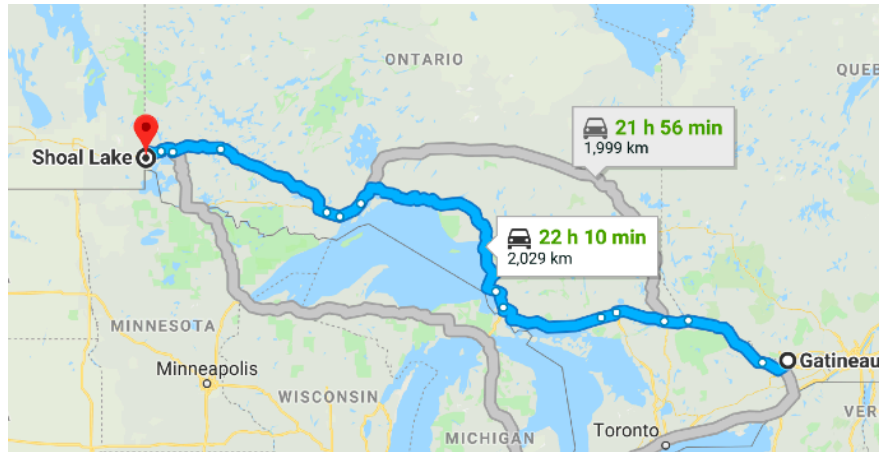 ONTARIO
QUEB
21 h 56 min
1,999 km
Shoal Lake
22 h 10 min
2,029 km
MINNESOTA
Gatineau
Minneapolis
WISCONSIN
VER
MICHIGAN
Toronto